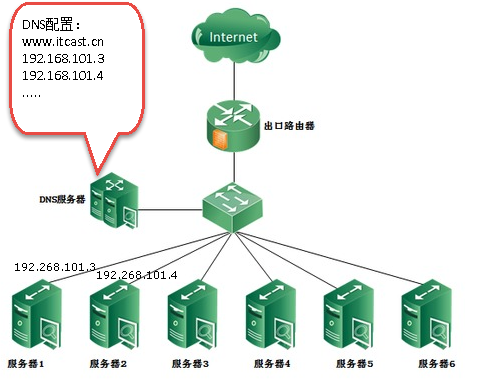 DNS配置：
www.itcast.cn
192.168.101.3
192.168.101.4
.....
Internet
出口路由器
DNS服务器
192.268.101.3
192.268.101.4
服务器1
服务器2
服务器3
服务器4
服务器5
服务器6